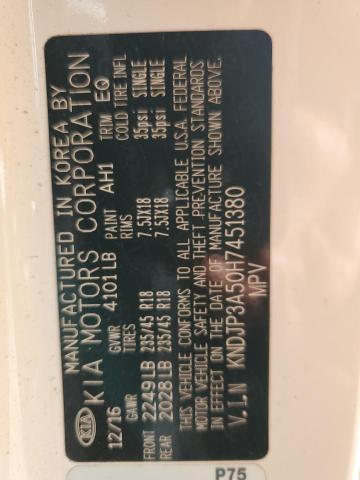 MANUFACTURED IN KOREA BY
KIA KIA MOTORS CORPORATION
12/16 GVWR 4101LB PAINT AH1 TRIM EQ
GAWR TIRES RIMS COLD TIRE INFL
FRONT 2249LB 235/45 R18 7.5JX18 35psi SINGLE
REAR 2028LB 235/45 R18 7.5JX18 35psi SINGLE
THIS VEHICLE CONFORMS TO ALL APPLICABLE U.S.A. FEDERAL
MOTOR VEHICLE SAFETY AND THEFT PREVENTION STANDARDS
IN EFFECT ON THE DATE OF MANUFACTURE SHOWN ABOVE.
V.I.N KNDJP3A50H7451380
MPV
P75